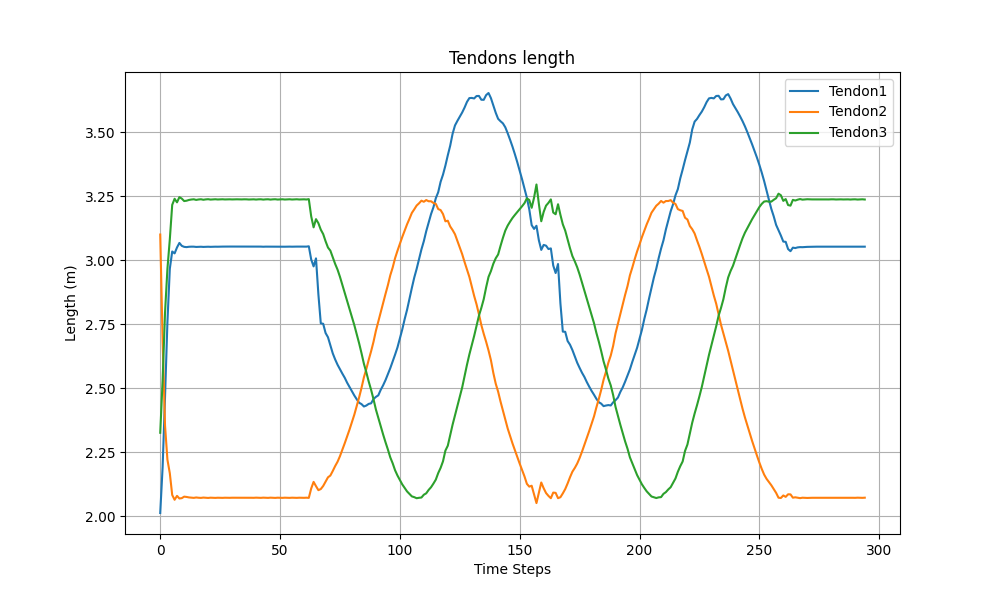 Tendons length
Tendon1
Tendon2
Tendon3
Length (m)
3.50
3.25
3.00
2.75
2.50
2.25
2.00
0 50 100 150 200 250 300
Time Steps